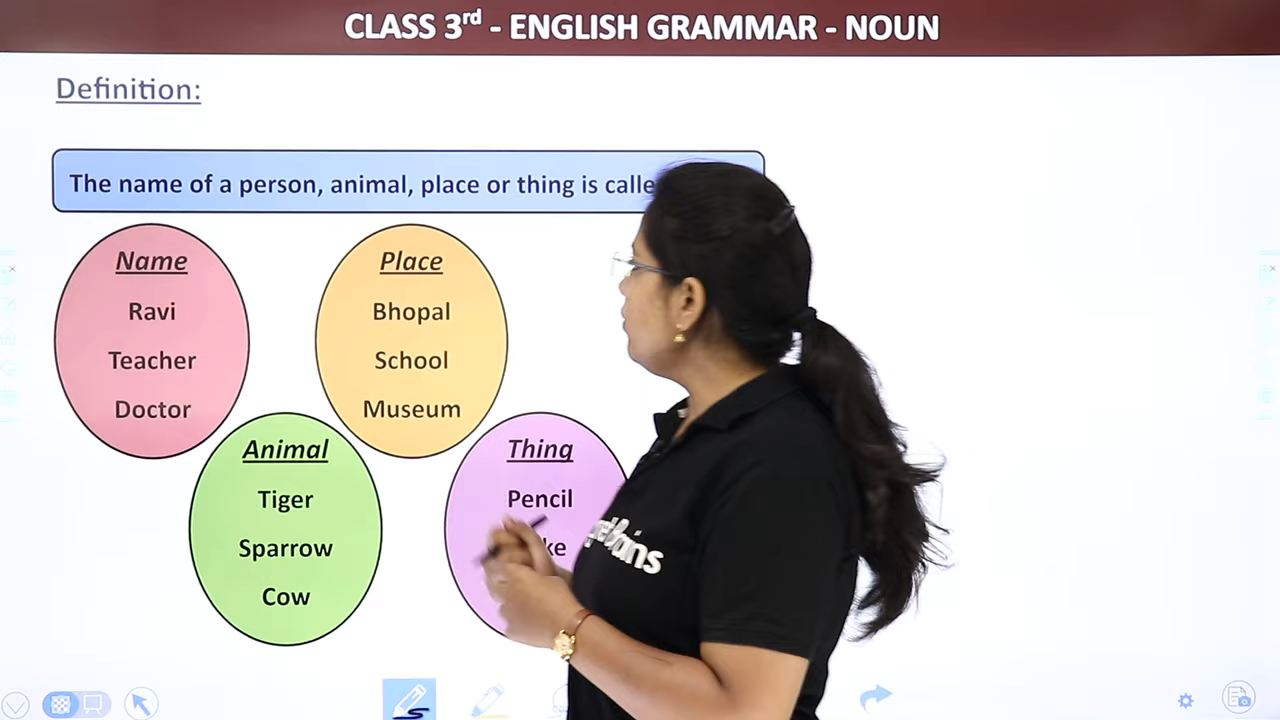 CLASS 3rd - ENGLISH GRAMMAR - NOUN
Definition:
The name of a person, animal, place or thing is calle
Name
Ravi
Teacher
Doctor
Place
Bhopal
School
Museum
Animal
Tiger
Sparrow
Cow
Thing
Pencil
ke